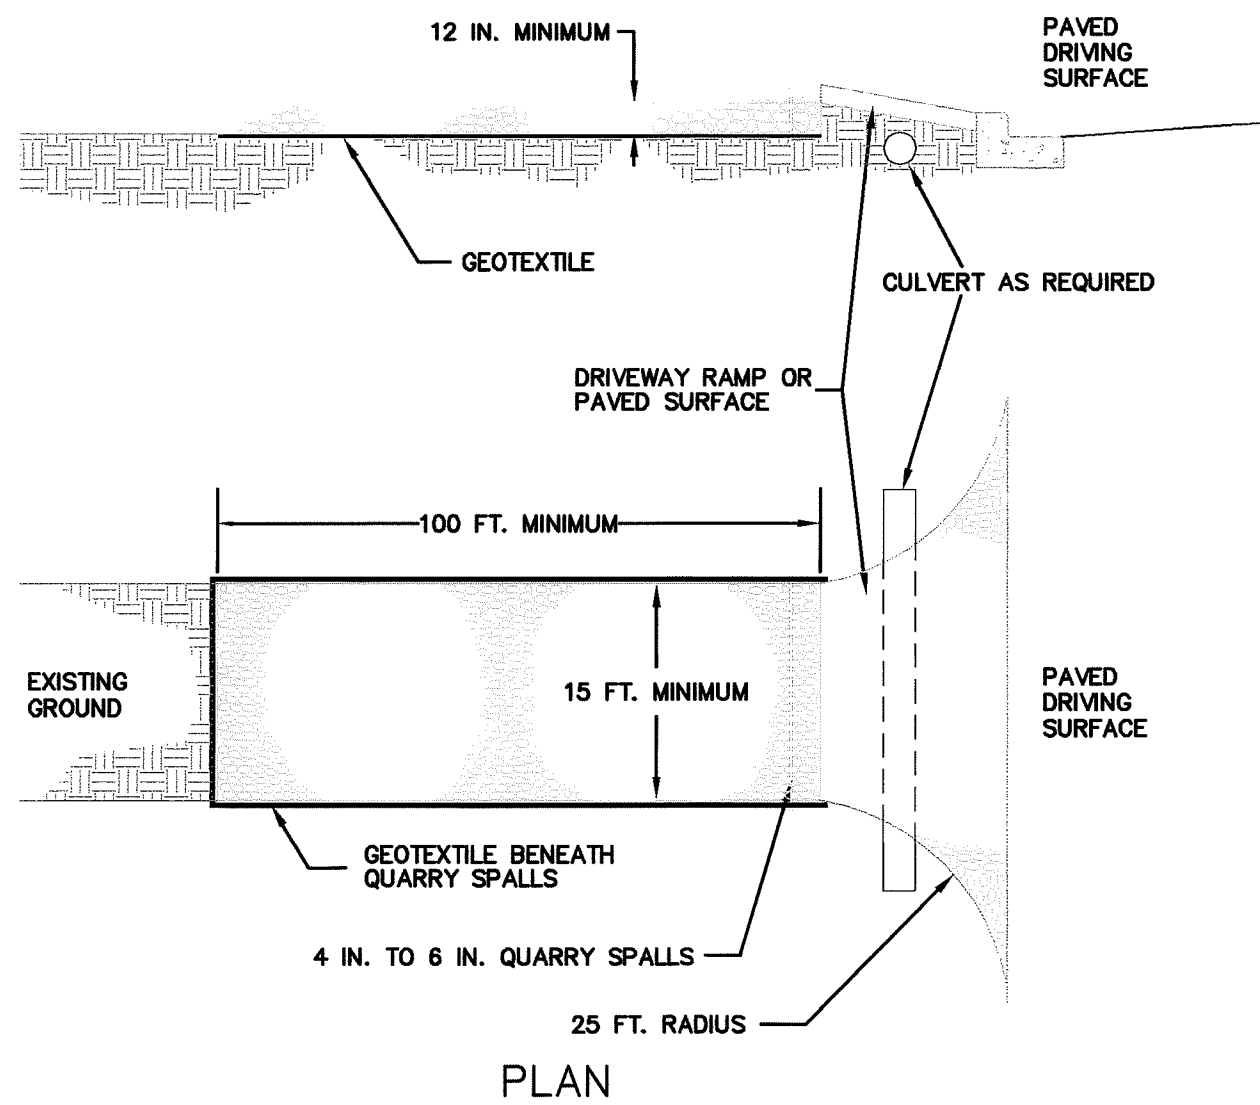 12 IN. MINIMUM
PAVED
DRIVING
SURFACE
GEOTEXTILE
CULVERT AS REQUIRED
DRIVEWAY RAMP OR
PAVED SURFACE
100 FT. MINIMUM
EXISTING
GROUND
15 FT. MINIMUM
PAVED
DRIVING
SURFACE
GEOTEXTILE BENEATH
QUARRY SPALLS
4 IN. TO 6 IN. QUARRY SPALLS
25 FT. RADIUS
PLAN